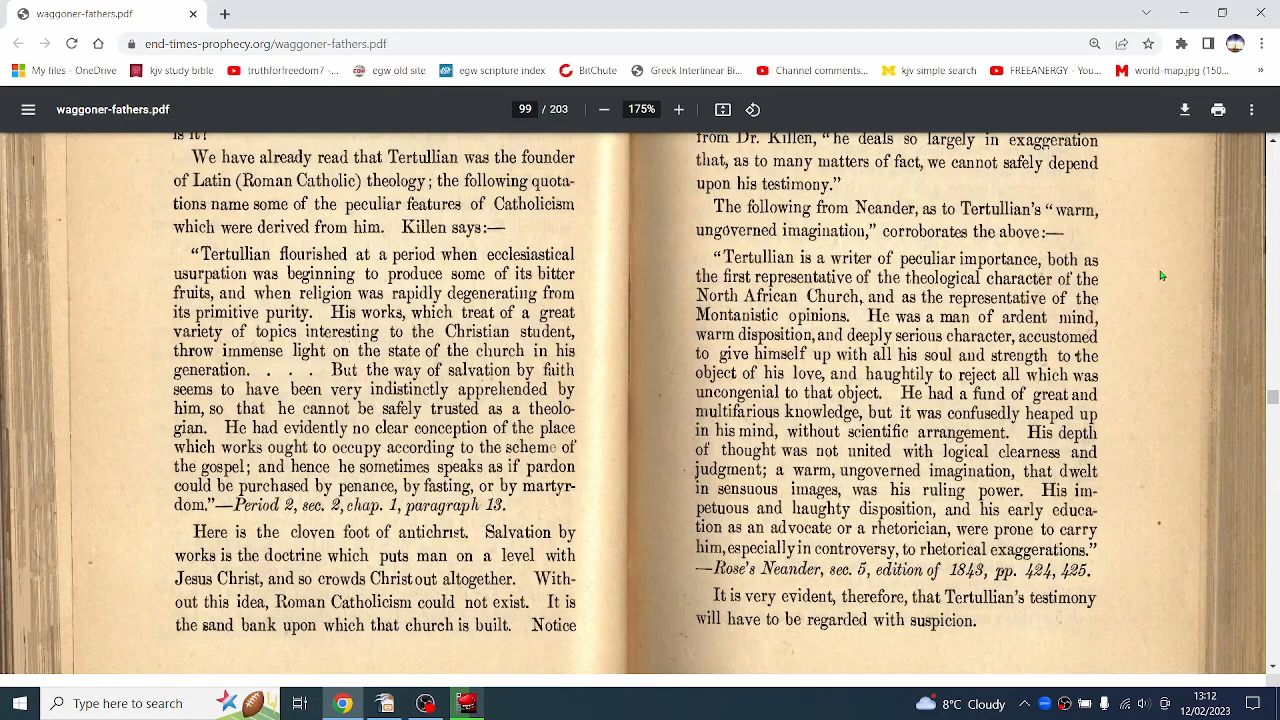 waggoner-fathers.pdf
end-times-prophecy.org/waggoner-fathers.pdf
My files - OneDrive
kjv study bible
truthforfreedom7 -...
egw old site
egw scripture index
BitChute
Greek Interlinear Bi...
Channel comments...
kjv simple search
FREEANERGY - You...
world-map.jpg (150...
»
waggoner-fathers.pdf
99 / 203
175%
is it?
We have already read that Tertullian was the founder
of Latin (Roman Catholic) theology; the following quota-
tions name some of the peculiar features of Catholicism
which were derived from him. Killen says:—
“Tertullian flourished at a period when ecclesiastical
usurpation was beginning to produce some of its bitter
fruits, and when religion was rapidly degenerating from
its primitive purity. His works, which treat of a great
variety of topics interesting to the Christian student,
throw immense light on the state of the church in his
generation. . . . . But the way of salvation by faith
seems to have been very indistinctly apprehended by
him, so that he cannot be safely trusted as a theolo-
gian. He had evidently no clear conception of the place
which works ought to occupy according to the scheme of
the gospel; and hence he sometimes speaks as if pardon
could be purchased by penance, by fasting, or by martyr-
dom.”—Period 2, sec. 2, chap. 1, paragraph 13.
Here is the cloven foot of antichrist. Salvation by
works is the doctrine which puts man on a level with
Jesus Christ, and so crowds Christ out altogether. With-
out this idea, Roman Catholicism could not exist. It is
the sand bank upon which that church is built. Notice
from Dr. Killen, “he deals so largely in exaggeration
that, as to many matters of fact, we cannot safely depend
upon his testimony.”
The following from Neander, as to Tertullian’s “warm,
ungoverned imagination,” corroborates the above:—
“Tertullian is a writer of peculiar importance, both as
the first representative of the theological character of the
North African Church, and as the representative of the
Montanistic opinions. He was a man of ardent mind,
warm disposition, and deeply serious character, accustomed
to give himself up with all his soul and strength to the
object of his love, and haughtily to reject all which was
uncongenial to that object. He had a fund of great and
multifarious knowledge, but it was confusedly heaped up
in his mind, without scientific arrangement. His depth
of thought was not united with logical clearness and
judgment; a warm, ungoverned imagination, that dwelt
in sensuous images, was his ruling power. His im-
petuous and haughty disposition, and his early educa-
tion as an advocate or a rhetorician, were prone to carry
him, especially in controversy, to rhetorical exaggerations.”
—Rose’s Neander, sec. 5, edition of 1843, pp. 424, 425.
It is very evident, therefore, that Tertullian’s testimony
will have to be regarded with suspicion.
Type here to search
8°C Cloudy
13:12
12/02/2023